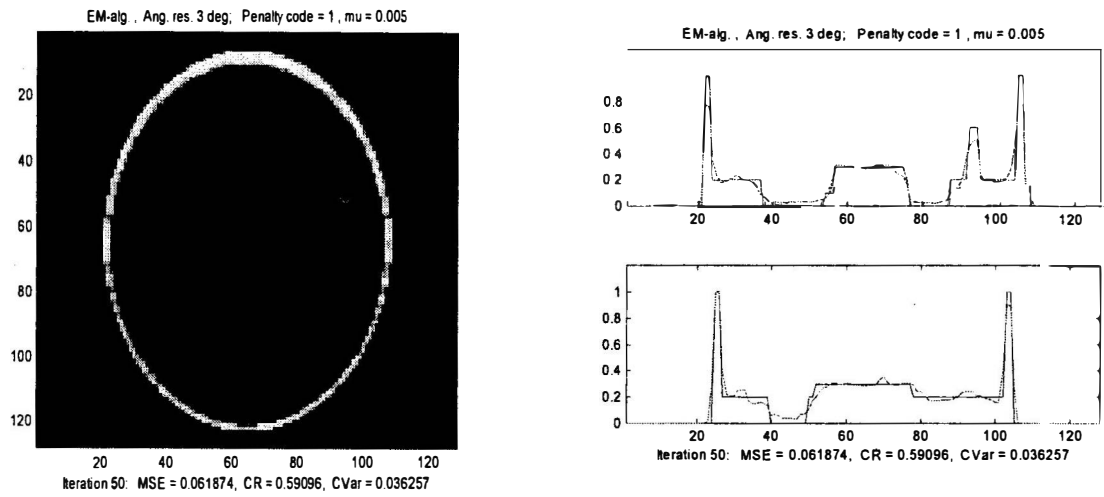 EM-alg. , Ang. res. 3 deg; Penalty code = 1 , mu = 0.005
20
40
60
80
100
120
20 40 60 80 100 120
Iteration 50: MSE = 0.061874, CR = 0.59096, CVar = 0.036257
EM-alg. , Ang. res. 3 deg; Penalty code = 1 , mu = 0.005
0.8
0.6
0.4
0.2
0
20 40 60 80 100 120
1
0.8
0.6
0.4
0.2
0
20 40 60 80 100 120
Iteration 50: MSE = 0.061874, CR = 0.59096, CVar = 0.036257